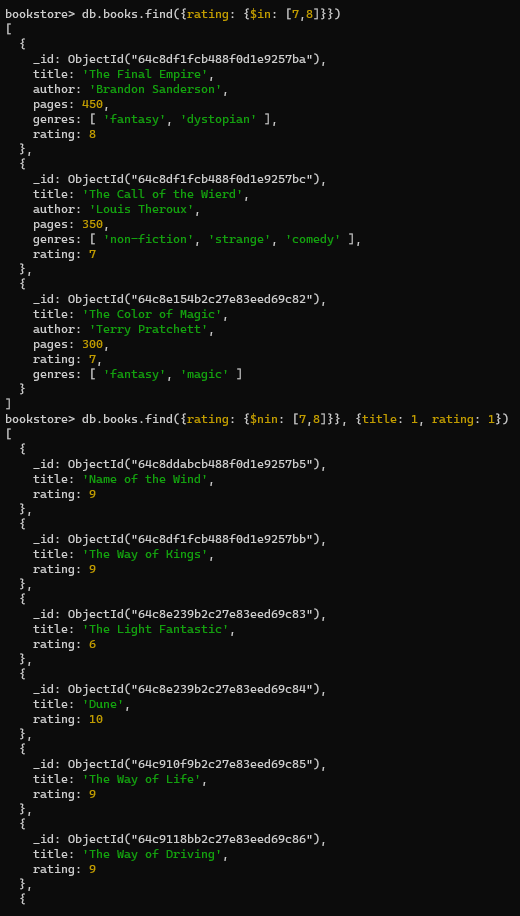 bookstore> db.books.find({rating: {$in: [7,8]}})
[
  {
    _id: ObjectId("64c8df1fcb488f0d1e9257ba"),
    title: 'The Final Empire',
    author: 'Brandon Sanderson',
    pages: 450,
    genres: [ 'fantasy', 'dystopian' ],
    rating: 8
  },
  {
    _id: ObjectId("64c8df1fcb488f0d1e9257bc"),
    title: 'The Call of the Wierd',
    author: 'Louis Theroux',
    pages: 350,
    genres: [ 'non-fiction', 'strange', 'comedy' ],
    rating: 7
  },
  {
    _id: ObjectId("64c8e154b2c27e83eed69c82"),
    title: 'The Color of Magic',
    author: 'Terry Pratchett',
    pages: 300,
    rating: 7,
    genres: [ 'fantasy', 'magic' ]
  }
]
bookstore> db.books.find({rating: {$nin: [7,8]}}, {title: 1, rating: 1})
[
  {
    _id: ObjectId("64c8ddabcb488f0d1e9257b5"),
    title: 'Name of the Wind',
    rating: 9
  },
  {
    _id: ObjectId("64c8df1fcb488f0d1e9257bb"),
    title: 'The Way of Kings',
    rating: 9
  },
  {
    _id: ObjectId("64c8e239b2c27e83eed69c83"),
    title: 'The Light Fantastic',
    rating: 6
  },
  {
    _id: ObjectId("64c8e239b2c27e83eed69c84"),
    title: 'Dune',
    rating: 10
  },
  {
    _id: ObjectId("64c910f9b2c27e83eed69c85"),
    title: 'The Way of Life',
    rating: 9
  },
  {
    _id: ObjectId("64c9118bb2c27e83eed69c86"),
    title: 'The Way of Driving',
    rating: 9
  },
  {